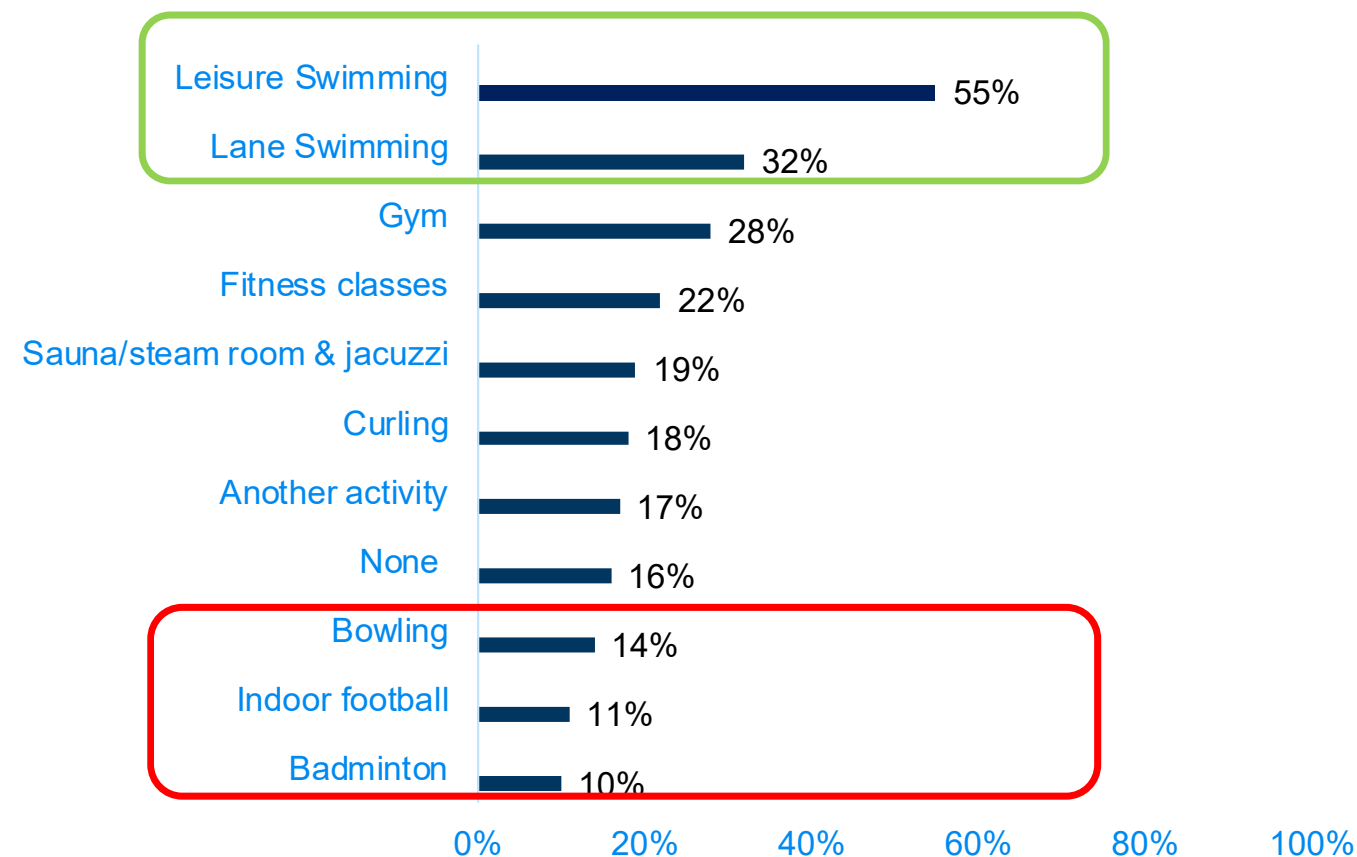 Leisure Swimming 55%
Lane Swimming 32%
Gym 28%
Fitness classes 22%
Sauna/steam room & jacuzzi 19%
Curling 18%
Another activity 17%
None 16%
Bowling 14%
Indoor football 11%
Badminton 10%
0% 20% 40% 60% 80% 100%